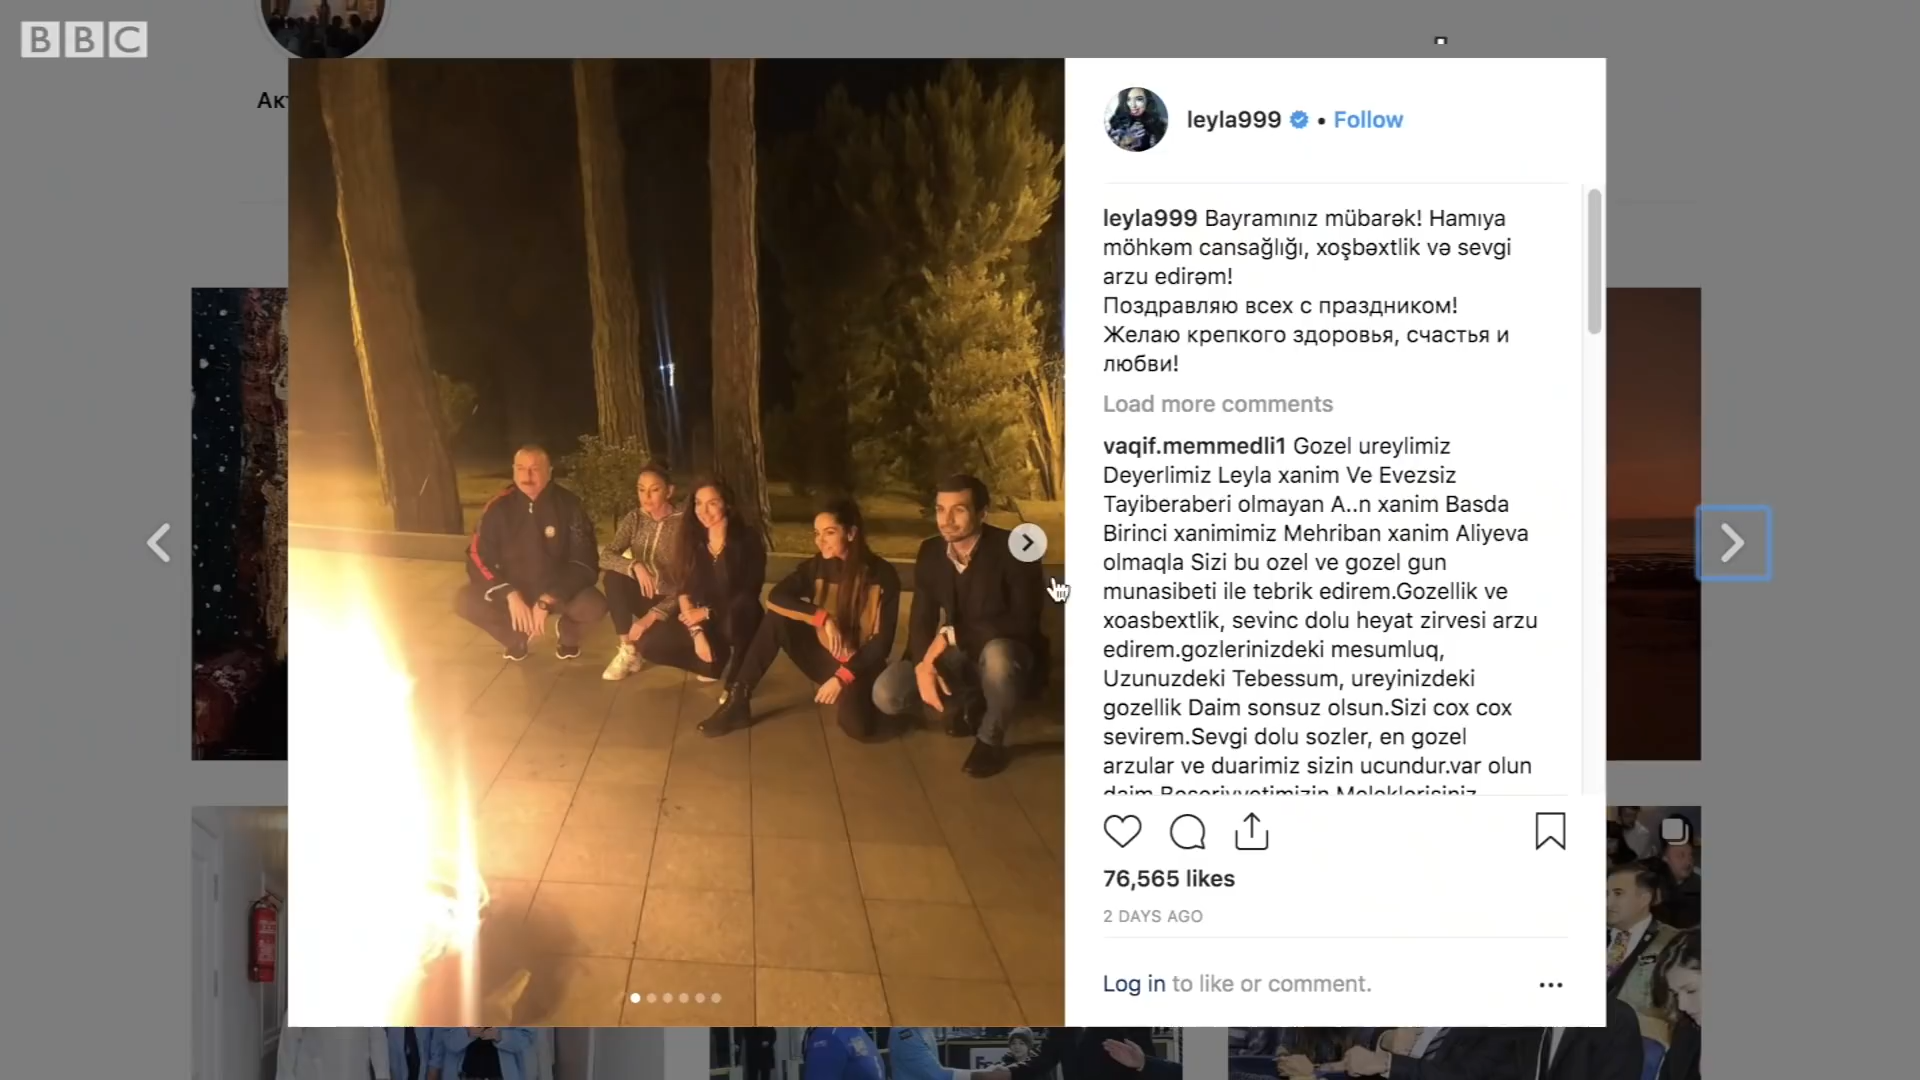 BBC
Ак
leyla999 • Follow
leyla999 Bayramınız mübarək! Hamıya
möhkəm cansağlığı, xoşbəxtlik və sevgi
arzu edirəm!
Поздравляю всех с праздником!
Желаю крепкого здоровья, счастья и
любви!
Load more comments
vaqif.memmedli1 Gozel ureylimiz
Deyerlimiz Leyla xanim Ve Evezsiz
Tayiberaberi olmayan A..n xanim Basda
Birinci xanimimiz Mehriban xanim Aliyeva
olmaqla Sizi bu ozel ve gozel gun
munasibeti ile tebrik edirem.Gozellik ve
xoasbextlik, sevinc dolu heyat zirvesi arzu
edirem.gozlerinizdeki mesumluq,
Uzunuzdeki Tebessum, ureyinizdeki
gozellik Daim sonsuz olsun.Sizi cox cox
sevirem.Sevgi dolu sozler, en gozel
arzular ve duarimiz sizin ucundur.var olun
daim Beseriyyetimizin Meleklerisiniz
76,565 likes
2 DAYS AGO
Log in to like or comment.